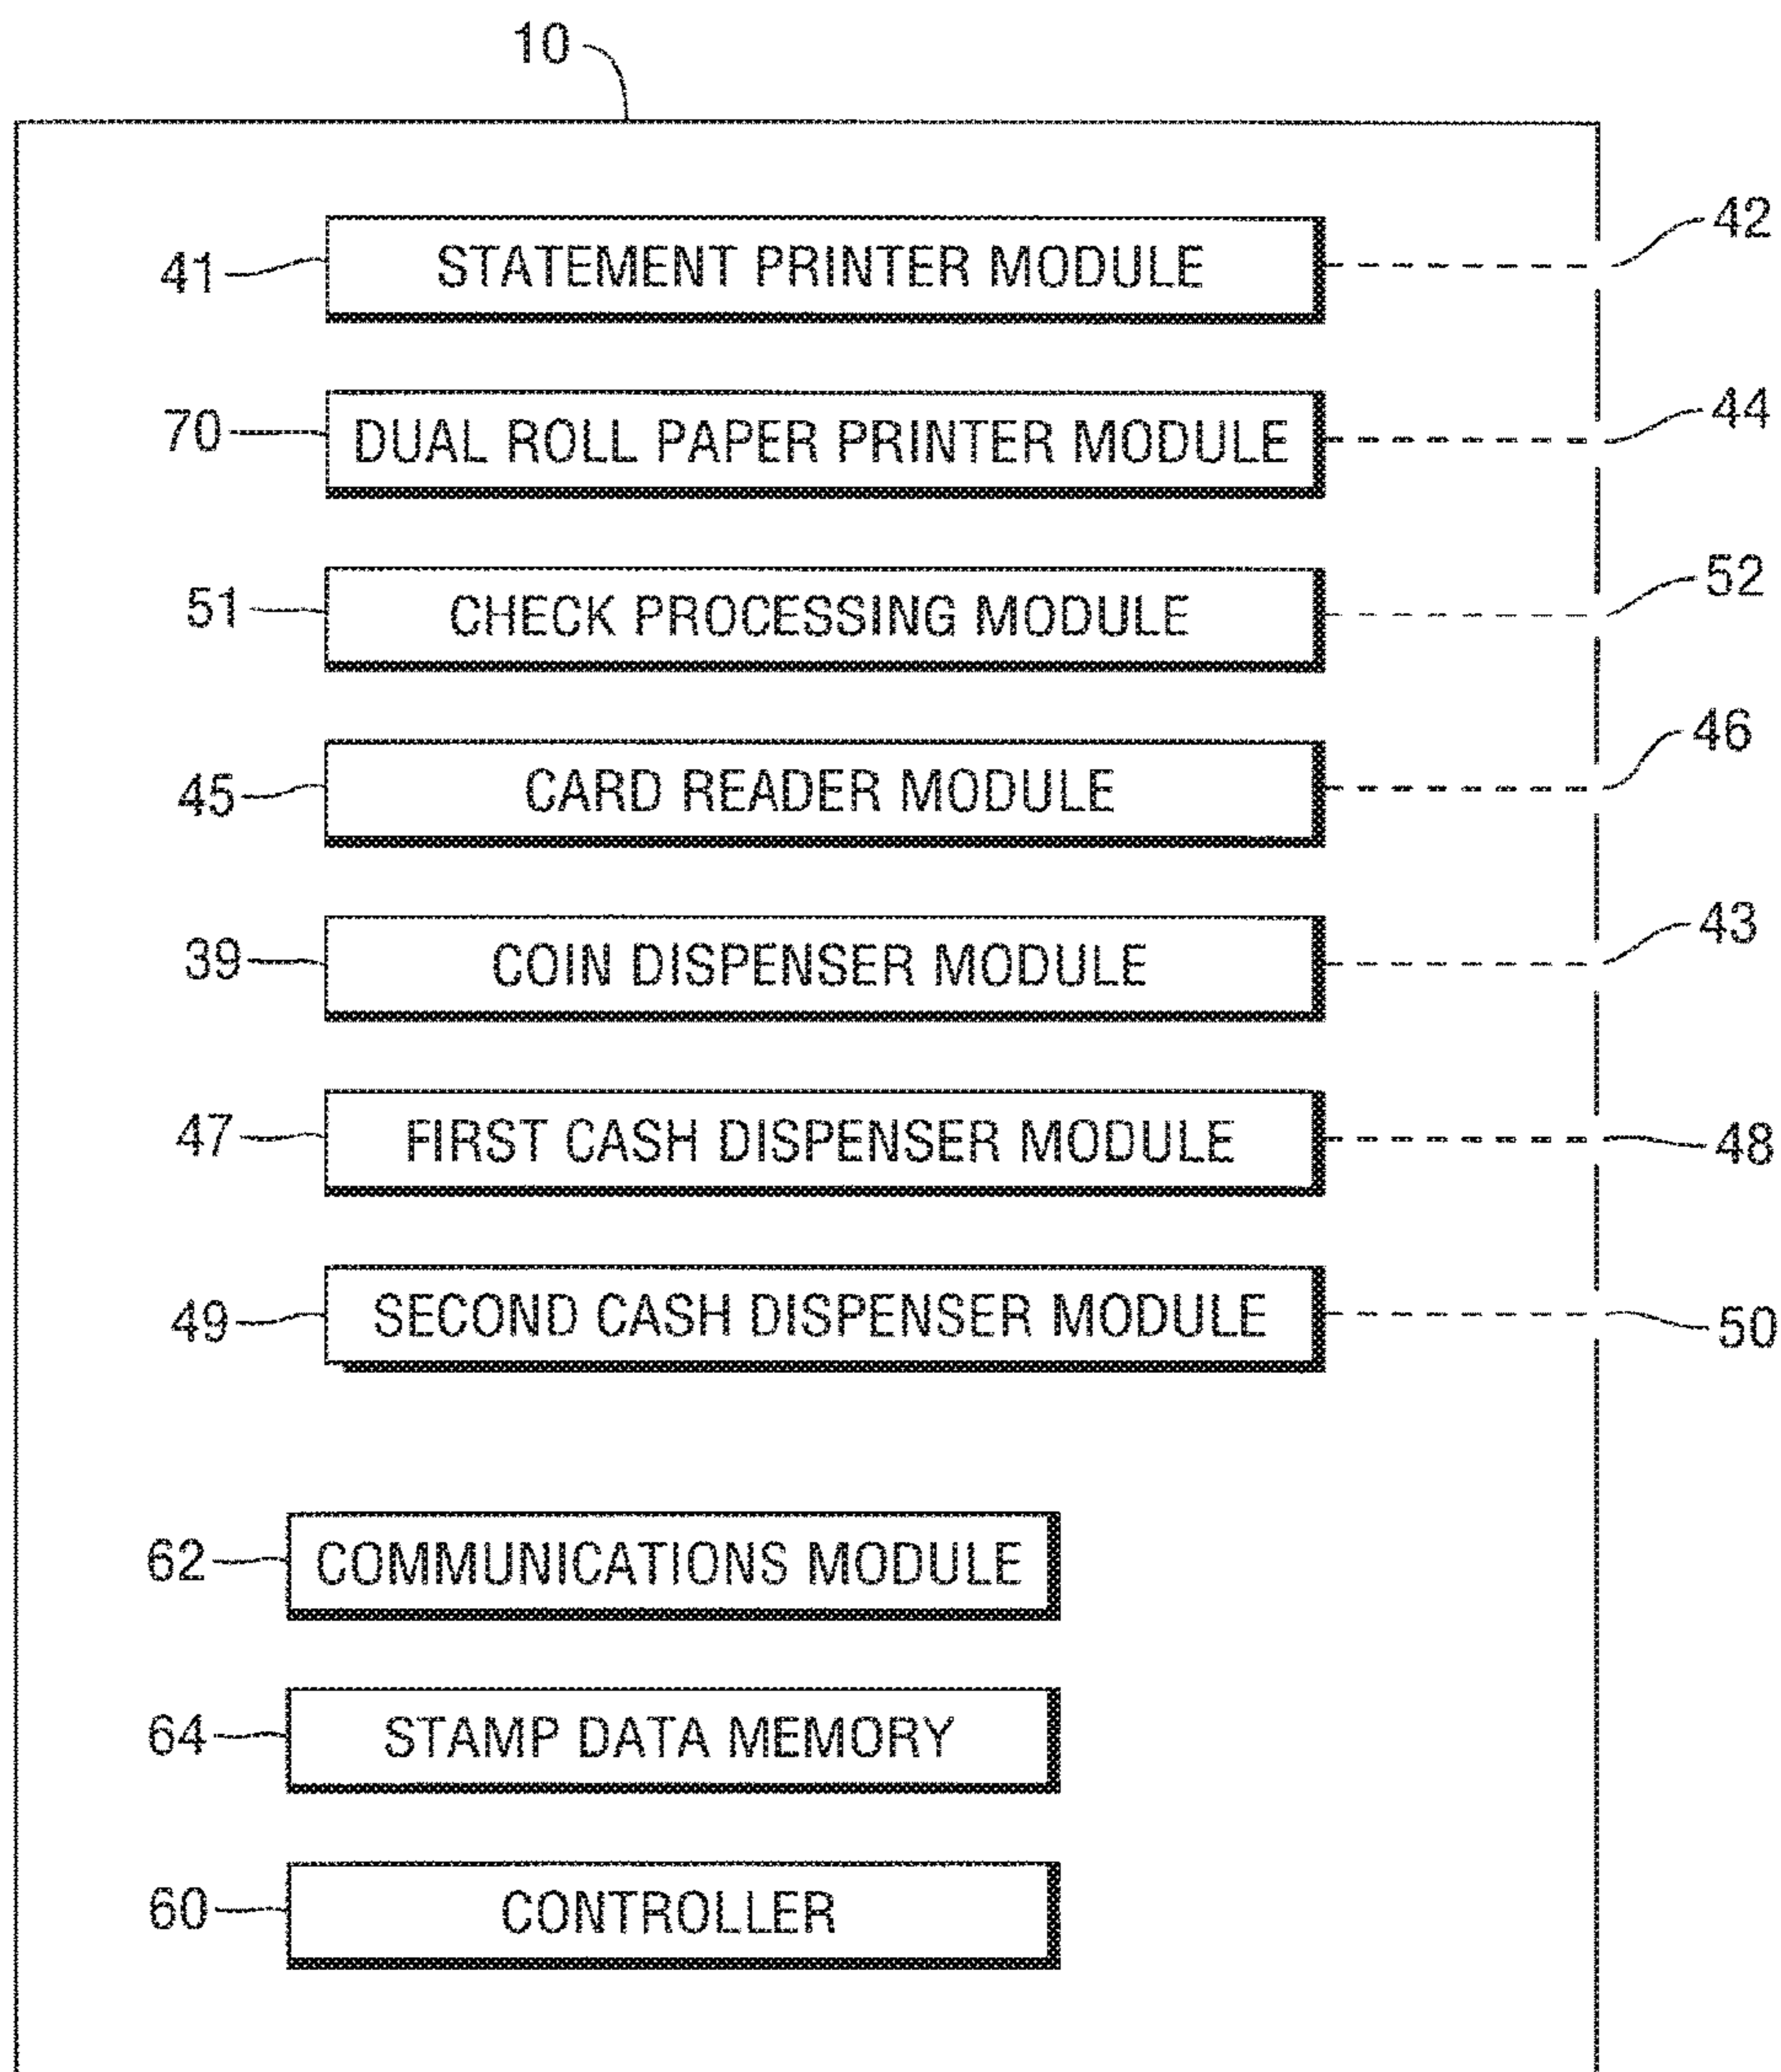 10
41 STATEMENT PRINTER MODULE 42
70 DUAL ROLL PAPER PRINTER MODULE 44
51 CHECK PROCESSING MODULE 52
45 CARD READER MODULE 46
39 COIN DISPENSER MODULE 43
47 FIRST CASH DISPENSER MODULE 48
49 SECOND CASH DISPENSER MODULE 50
62 COMMUNICATIONS MODULE
64 STAMP DATA MEMORY
60 CONTROLLER